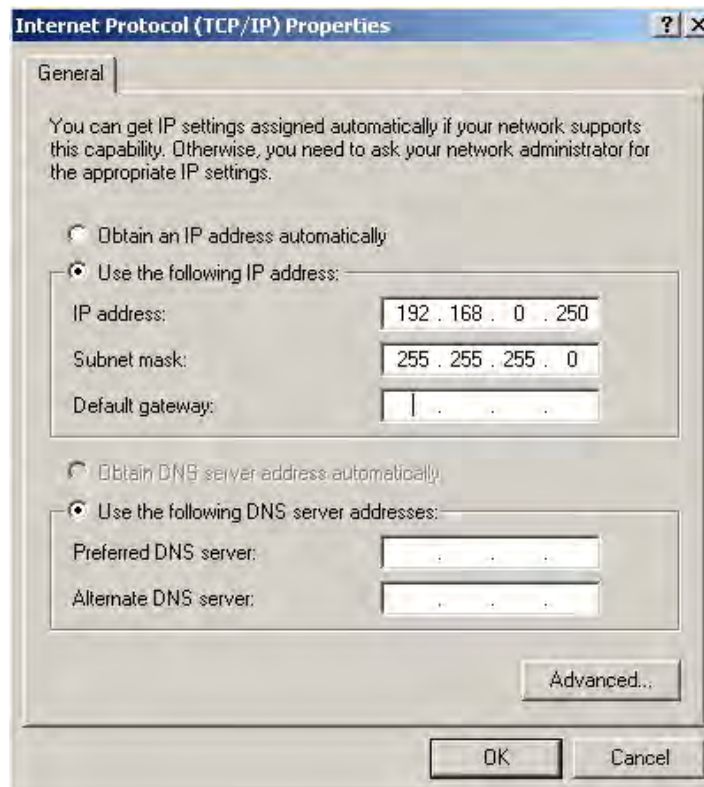 Internet Protocol (TCP/IP) Properties
General
You can get IP settings assigned automatically if your network supports
this capability. Otherwise, you need to ask your network administrator for
the appropriate IP settings.
Obtain an IP address automatically
Use the following IP address:
IP address: 192 . 168 . 0 . 250
Subnet mask: 255 . 255 . 255 . 0
Default gateway: . . .
Obtain DNS server address automatically
Use the following DNS server addresses:
Preferred DNS server: . . .
Alternate DNS server: . . .
Advanced...
OK Cancel